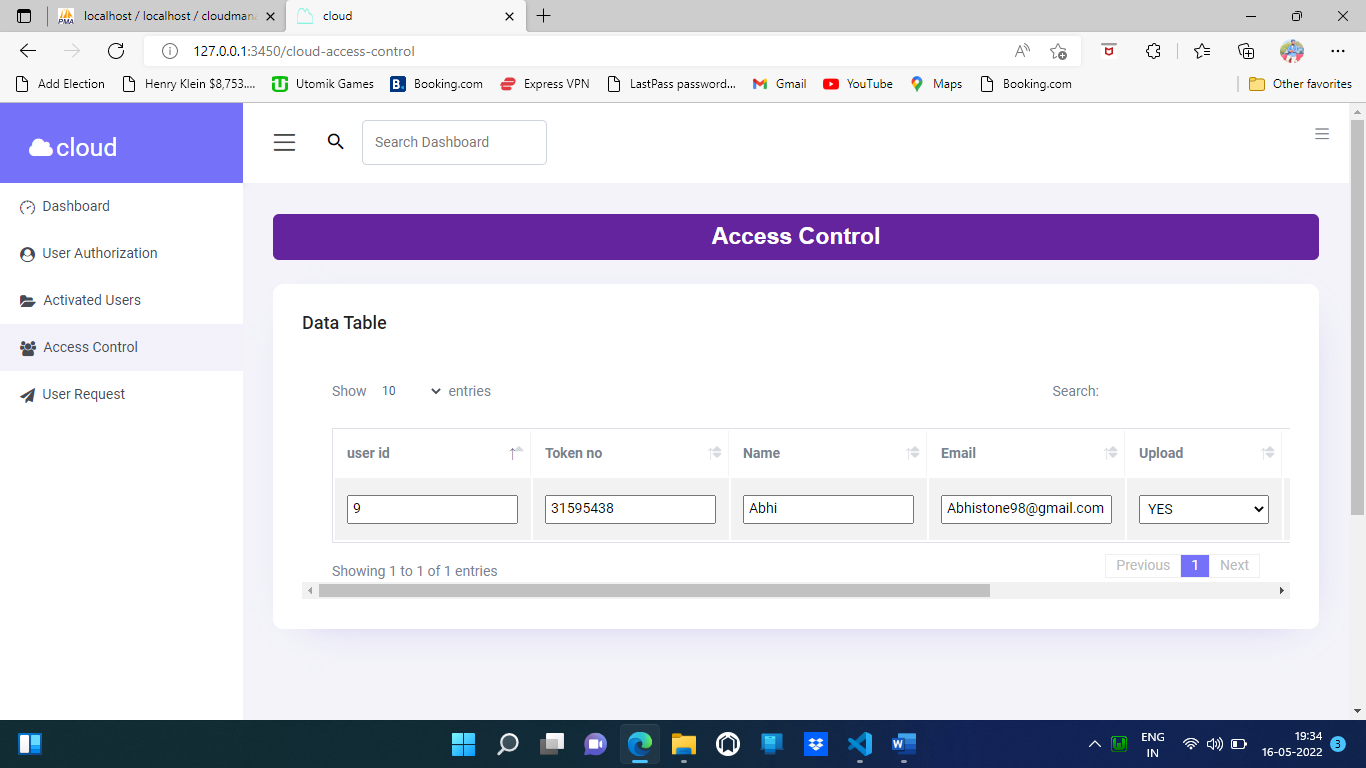 localhost / localhost / cloudmana
cloud
127.0.0.1:3450/cloud-access-control
Add Election
Henry Klein $8,753....
Utomik Games
B.
Booking.com
Express VPN
LastPass password...
Gmail
YouTube
Maps
Booking.com
Other favorites
cloud
Search Dashboard
Dashboard
User Authorization
Activated Users
Access Control
User Request
Access Control
Data Table
Show 10 entries
Search:
user id Token no Name Email Upload
9 31595438 Abhi Abhistone98@gmail.com YES
Showing 1 to 1 of 1 entries
Previous 1 Next
ENG
IN
19:34
16-05-2022
3